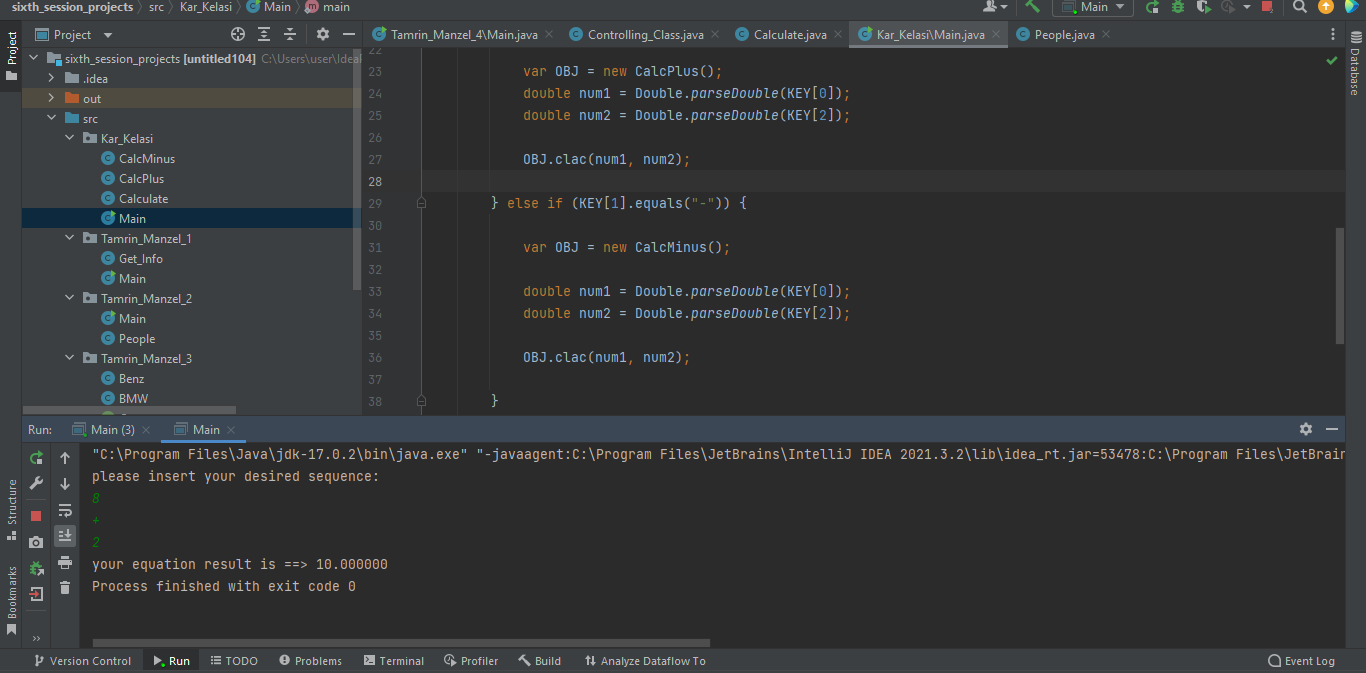 sixth_session_projects src Kar_Kelasi Main main Main
Project
Tamrin_Manzel_4\Main.java Controlling_Class.java Calculate.java Kar_Kelasi\Main.java People.java
Project
Database
sixth_session_projects [untitled104] C:\Users\user\Idea
.idea
out
src
Kar_Kelasi
CalcMinus
CalcPlus
Calculate
Main
Tamrin_Manzel_1
Get_Info
Main
Tamrin_Manzel_2
Main
People
Tamrin_Manzel_3
Benz
BMW
22
23 var OBJ = new CalcPlus();
24 double num1 = Double.parseDouble(KEY[0]);
25 double num2 = Double.parseDouble(KEY[2]);
26
27 OBJ.clac(num1, num2);
28
29 } else if (KEY[1].equals("-")) {
30
31 var OBJ = new CalcMinus();
32
33 double num1 = Double.parseDouble(KEY[0]);
34 double num2 = Double.parseDouble(KEY[2]);
35
36 OBJ.clac(num1, num2);
37
38 }
Run: Main (3) Main
"C:\Program Files\Java\jdk-17.0.2\bin\java.exe" "-javaagent:C:\Program Files\JetBrains\IntelliJ IDEA 2021.3.2\lib\idea_rt.jar=53478:C:\Program Files\JetBrain
please insert your desired sequence:
8
+
2
your equation result is ==> 10.000000
Process finished with exit code 0
Structure
Bookmarks
Version Control Run TODO Problems Terminal Profiler Build Analyze Dataflow To Event Log